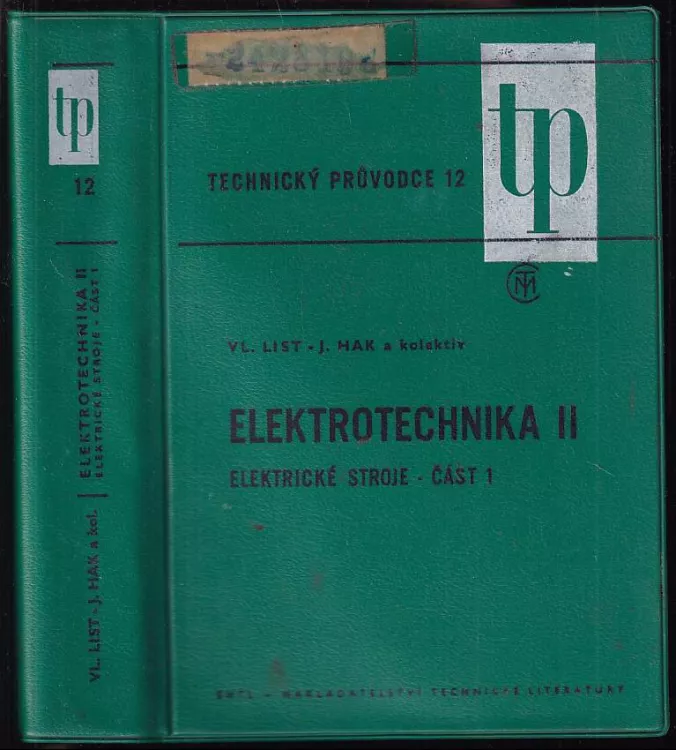 tp
12
ELEKTROTECHNIKA II
ELEKTRICKÉ STROJE - ČÁST 1
VL. LIST - J. HAK a kol.
tp
TECHNICKÝ PRŮVODCE 12
VL. LIST - J. HAK a kolektiv
ELEKTROTECHNIKA II
ELEKTRICKÉ STROJE - ČÁST 1
SNTL - NAKLADATELSTVÍ TECHNICKÉ LITERATURY